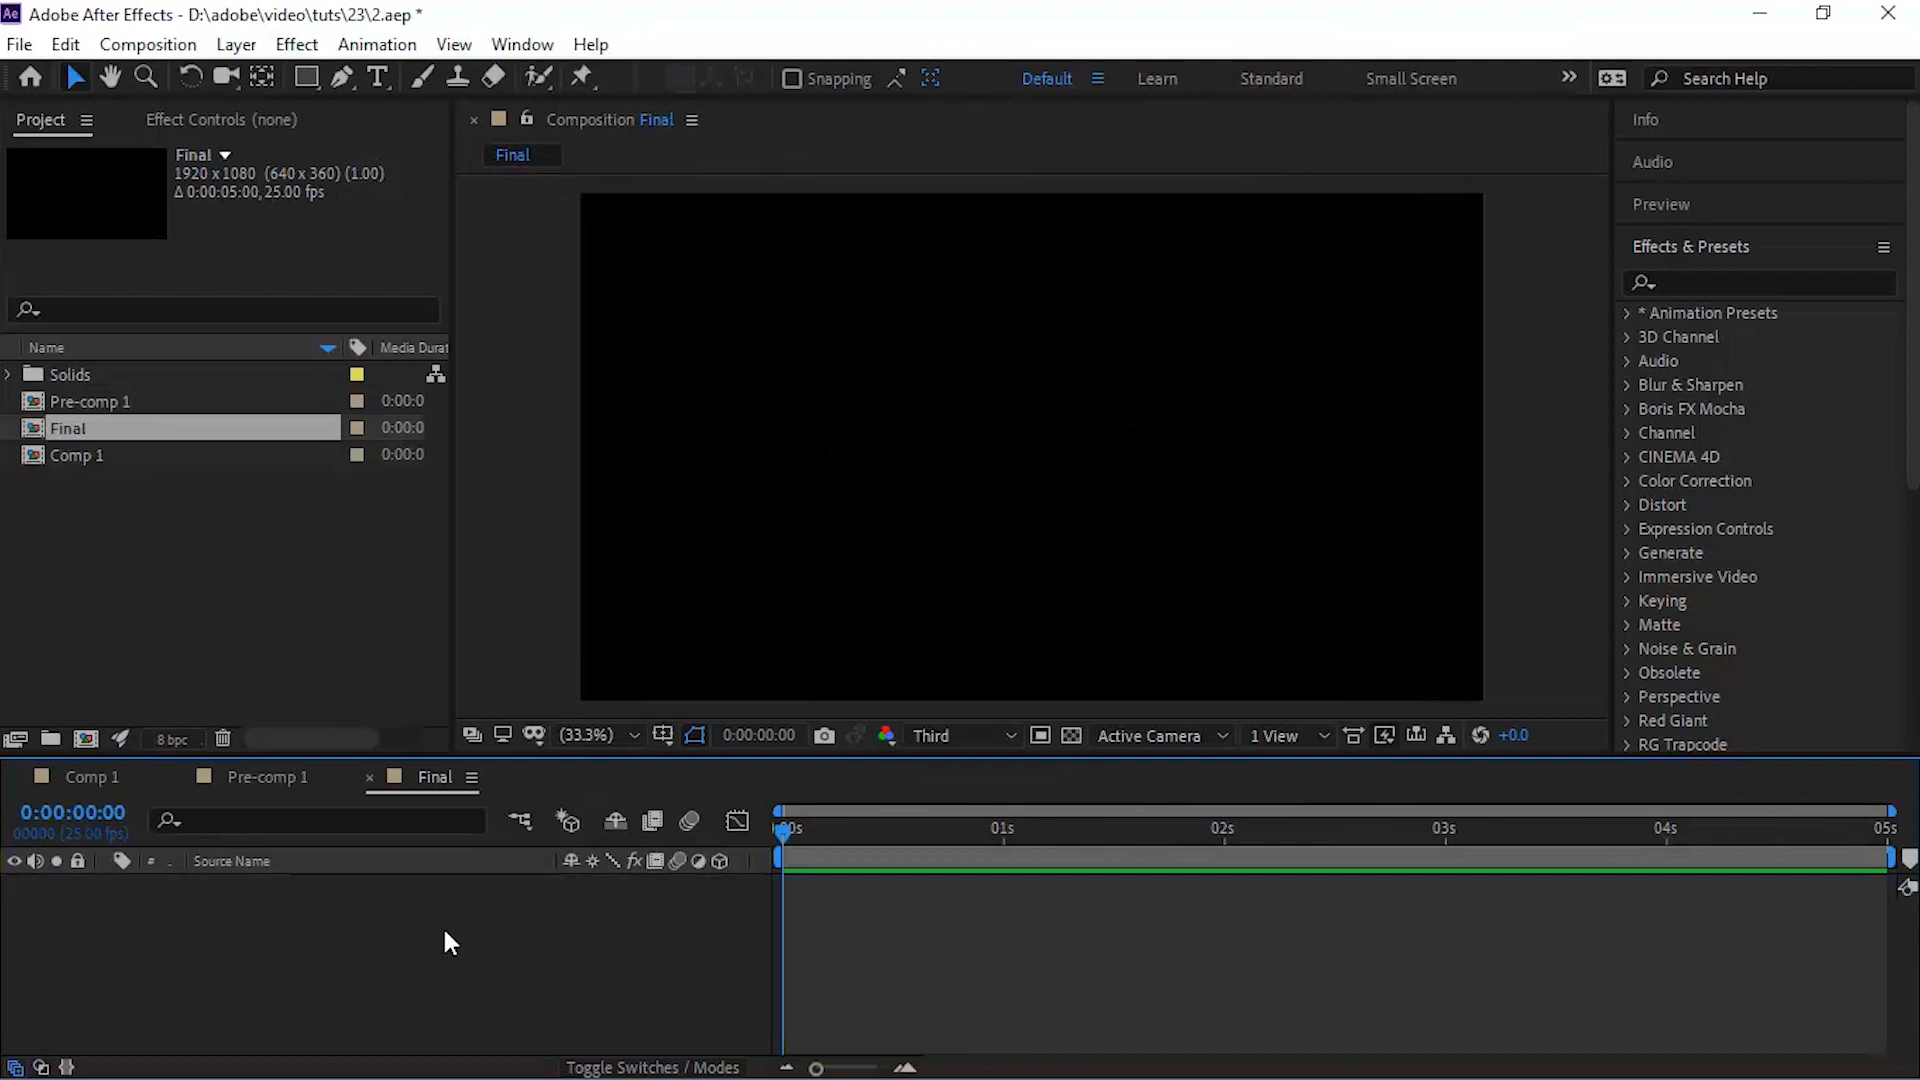 Ae Adobe After Effects - D:\adobe\video\tuts\23\2.aep *
File Edit Composition Layer Effect Animation View Window Help
Snapping Default Learn Standard Small Screen Search Help
Project Effect Controls (none)
Final
1920 x 1080 (640 x 360) (1.00)
Δ 0:00:05:00, 25.00 fps
Name Media Durat
Solids
Pre-comp 1 0:00:0
Final 0:00:0
Comp 1 0:00:0
8 bpc
Composition Final
Final
(33.3%) 0:00:00:00 Third Active Camera 1 View +0.0
Info
Audio
Preview
Effects & Presets
* Animation Presets
3D Channel
Audio
Blur & Sharpen
Boris FX Mocha
Channel
CINEMA 4D
Color Correction
Distort
Expression Controls
Generate
Immersive Video
Keying
Matte
Noise & Grain
Obsolete
Perspective
Red Giant
RG Trapcode
Comp 1 Pre-comp 1 Final
0:00:00:00
00000 (25.00 fps)
00s 01s 02s 03s 04s 05s
# Source Name fx
Toggle Switches / Modes